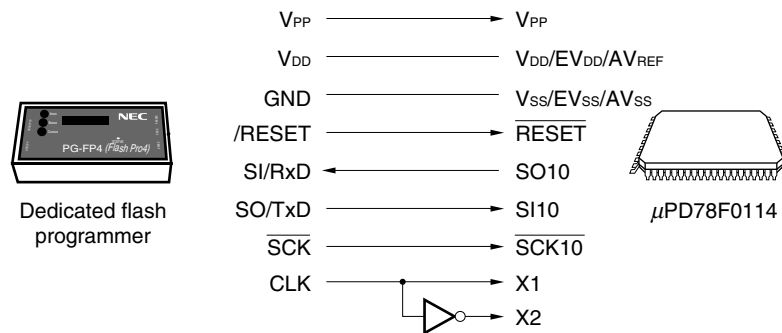 VPP VPP
VDD VDD/EVDD/AVREF
GND VSS/EVSS/AVSS
/RESET RESET
SI/RxD SO10
SO/TxD SI10
SCK SCK10
CLK X1
X2
NEC
PG-FP4 (Flash Pro4)
Dedicated flash
programmer
μPD78F0114